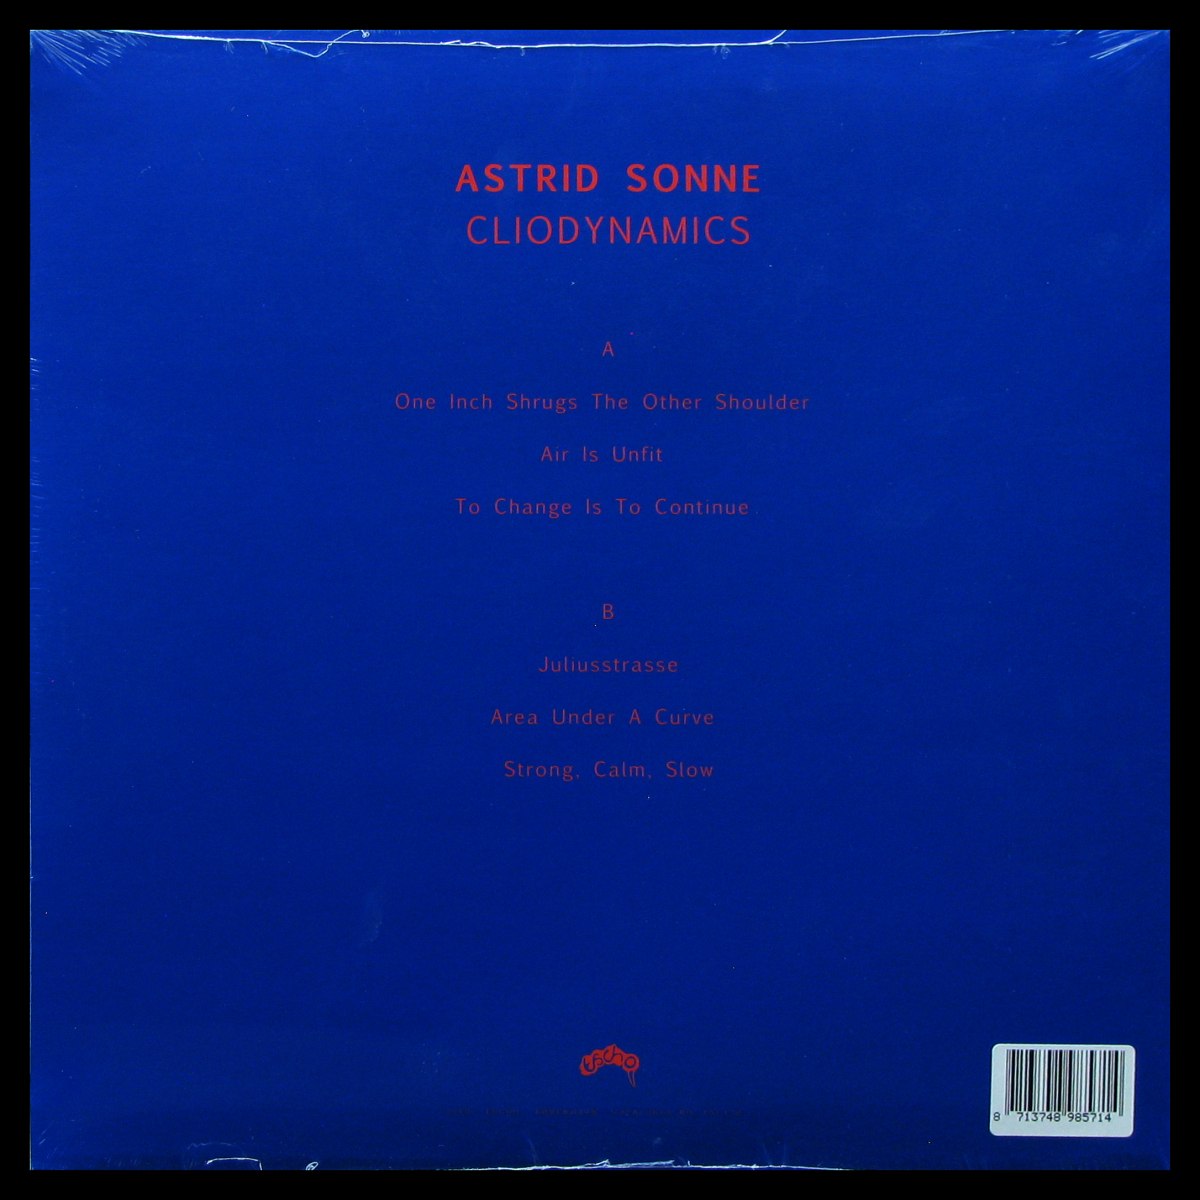 ASTRID SONNE
CLIODYNAMICS
A
One Inch Shrugs The Other Shoulder
Air Is Unfit
To Change Is To Continue
B
Juliusstrasse
Area Under A Curve
Strong, Calm, Slow
escho
8 713748 985714